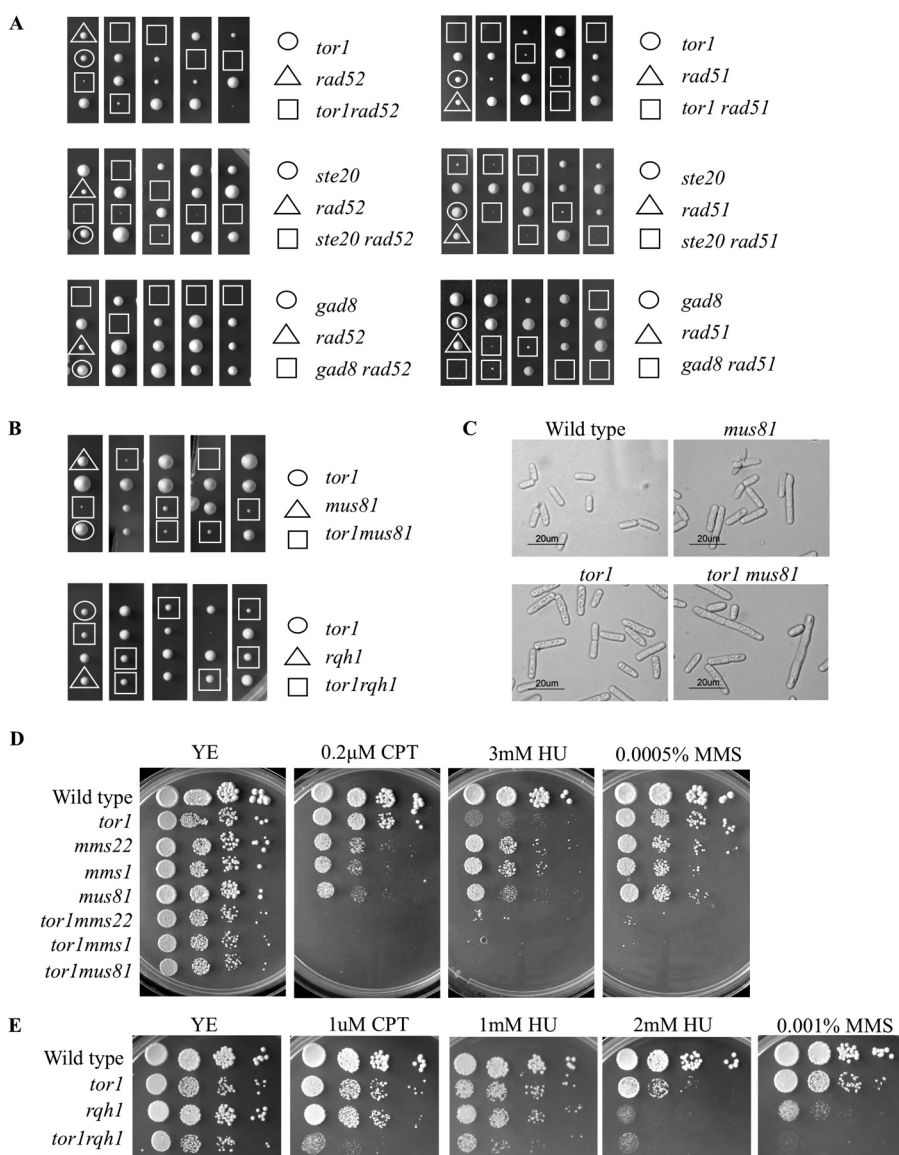 A
tor1
rad52
tor1rad52
tor1
rad51
tor1 rad51
ste20
rad52
ste20 rad52
ste20
rad51
ste20 rad51
gad8
rad52
gad8 rad52
gad8
rad51
gad8 rad51
B
tor1
mus81
tor1mus81
tor1
rqh1
tor1rqh1
C
Wild type
mus81
20um
20um
tor1
tor1 mus81
20um
20um
D
YE
0.2µM CPT
3mM HU
0.0005% MMS
Wild type
tor1
mms22
mms1
mus81
tor1mms22
tor1mms1
tor1mus81
E
YE
1uM CPT
1mM HU
2mM HU
0.001% MMS
Wild type
tor1
rqh1
tor1rqh1